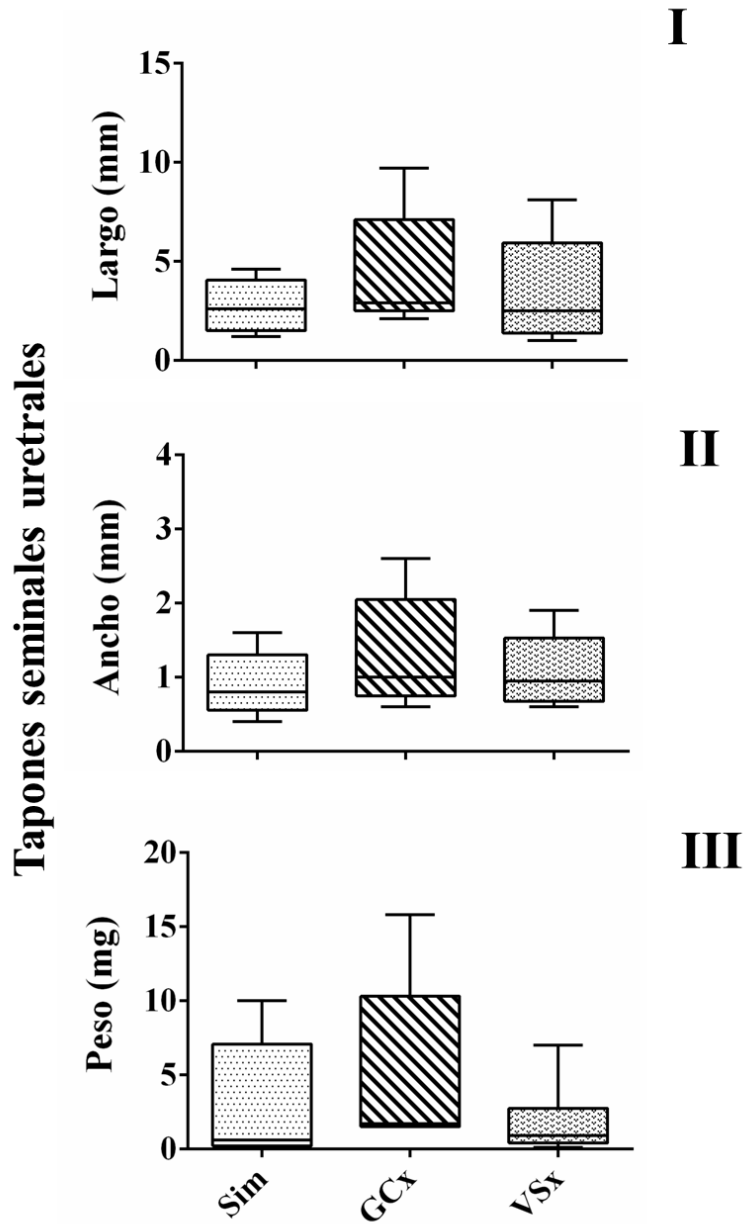 Tapones seminales uretrales
I
Largo (mm)
15
10
5
0
II
Ancho (mm)
4
3
2
1
0
III
Peso (mg)
20
15
10
5
0
Sim
GCx
VSx